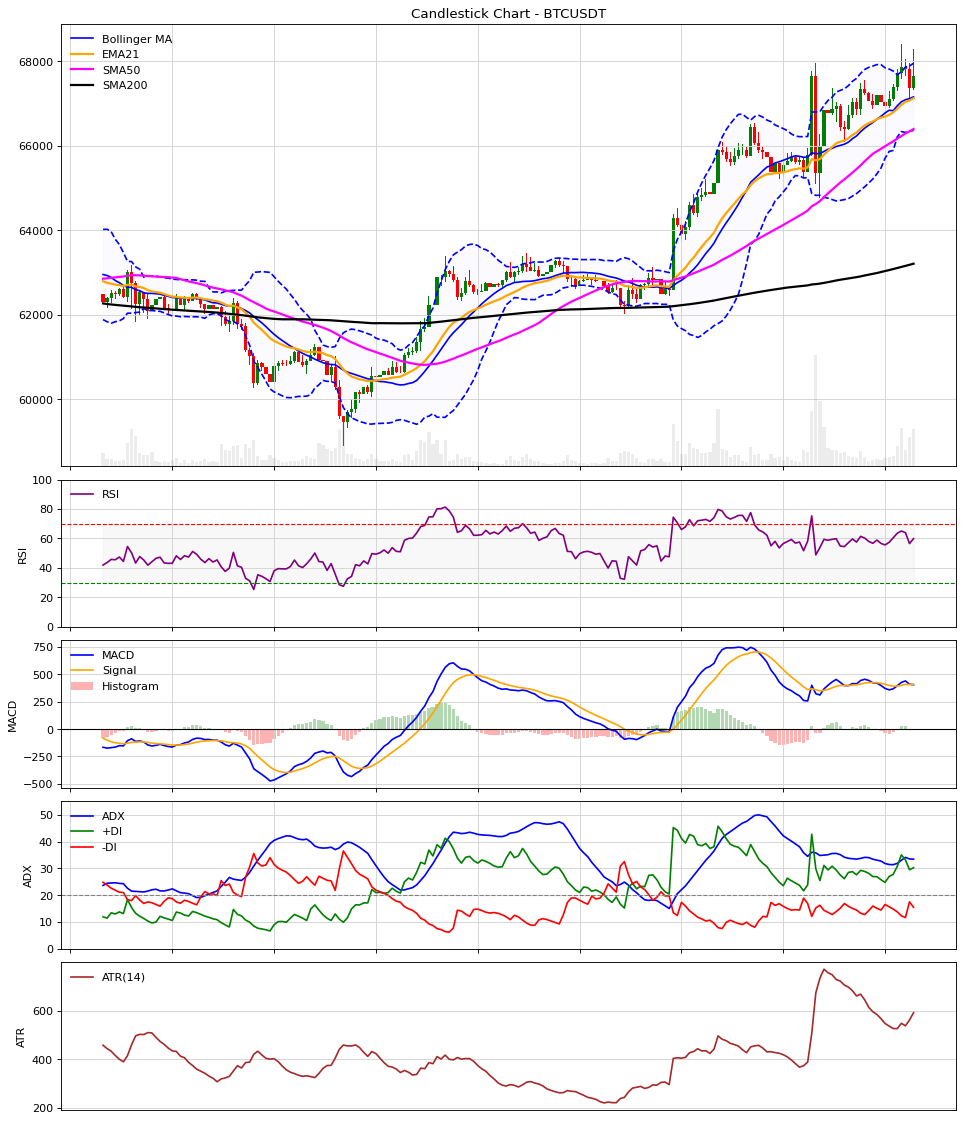 Candlestick Chart - BTCUSDT
Bollinger MA
EMA21
SMA50
SMA200
68000
66000
64000
62000
60000
RSI
RSI
100
80
60
40
20
0
MACD
Signal
Histogram
MACD
750
500
250
0
−250
−500
ADX
+DI
-DI
ADX
50
40
30
20
10
0
ATR(14)
ATR
600
400
200